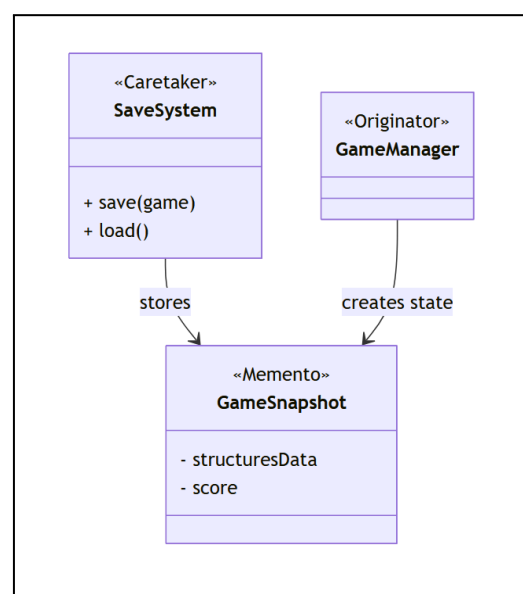 «Caretaker»
SaveSystem
+ save(game)
+ load()
«Originator»
GameManager
stores
creates state
«Memento»
GameSnapshot
- structuresData
- score